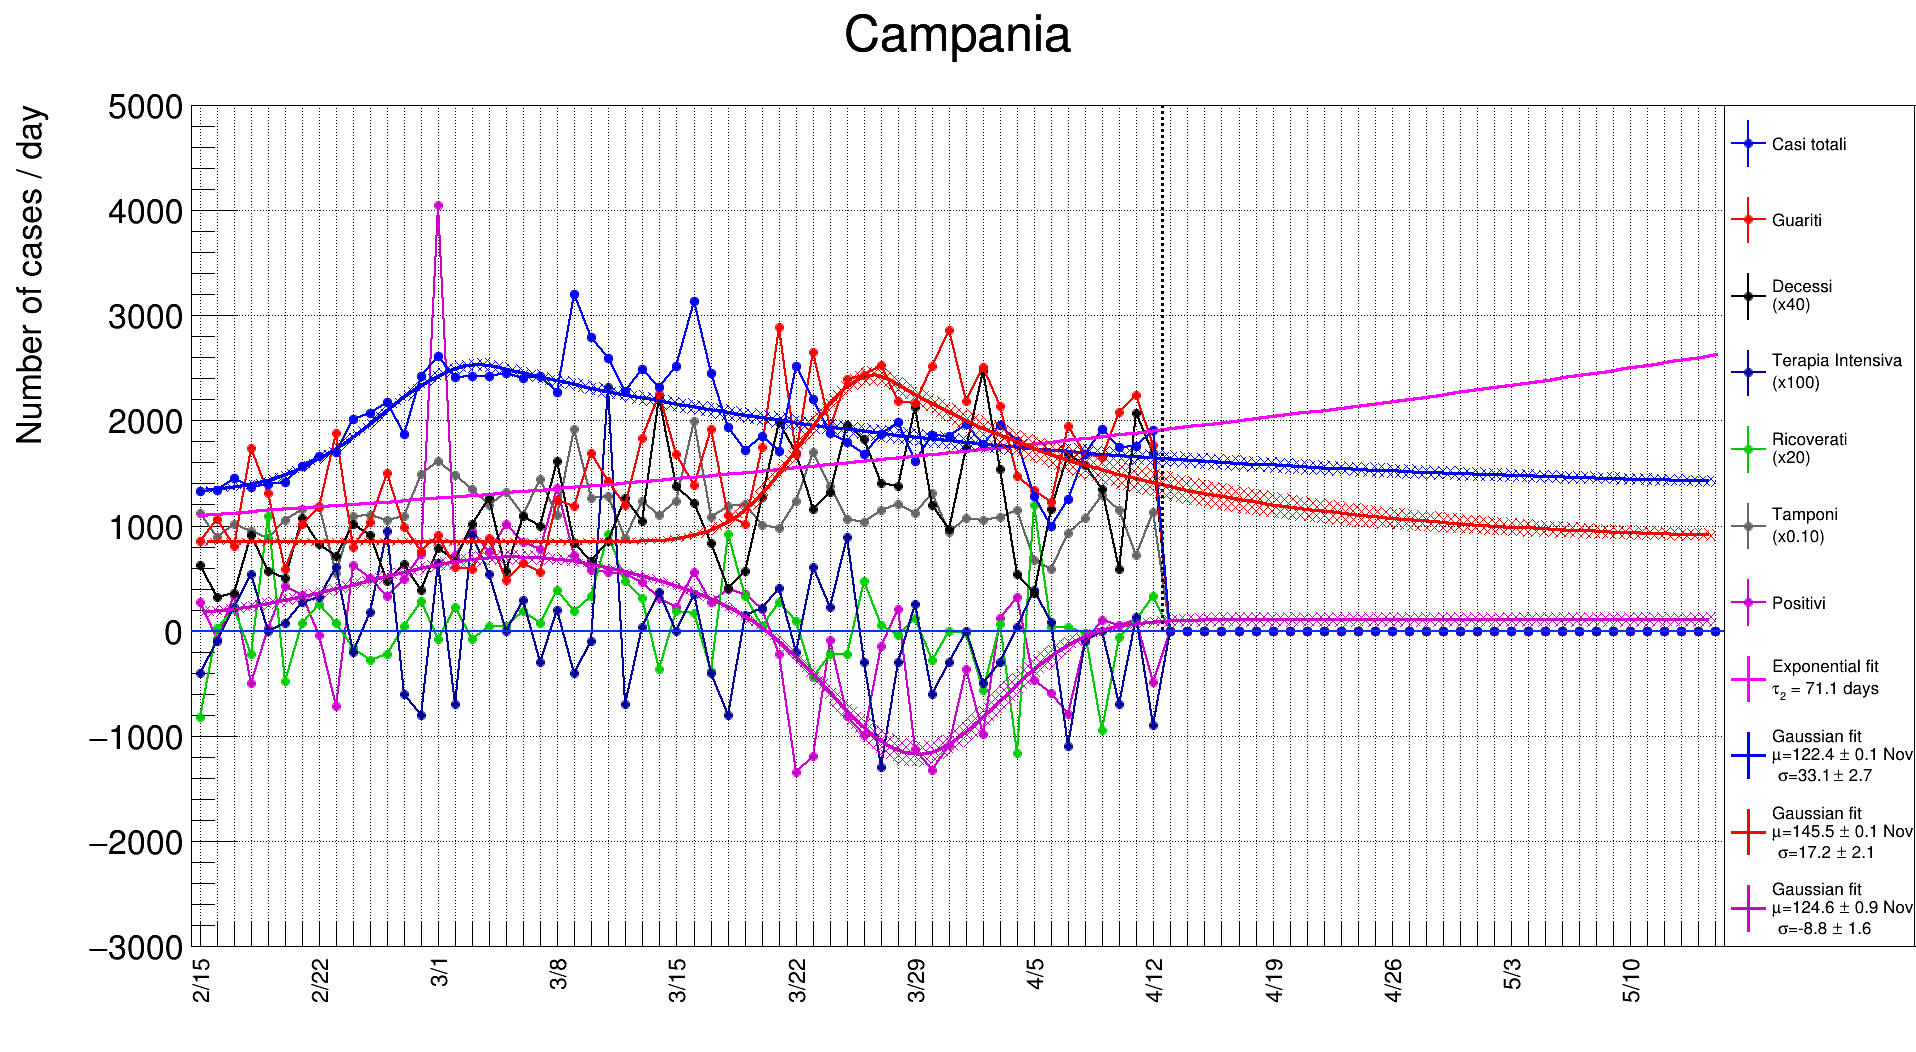 Campania
Number of cases / day
5000
4000
3000
2000
1000
0
−1000
−2000
−3000
2/15
2/22
3/1
3/8
3/15
3/22
3/29
4/5
4/12
4/19
4/26
5/3
5/10
Casi totali
Guariti
Decessi
(x40)
Terapia Intensiva
(x100)
Ricoverati
(x20)
Tamponi
(x0.10)
Positivi
Exponential fit
τ2 = 71.1 days
Gaussian fit
μ=122.4 ± 0.1 Nov
σ=33.1 ± 2.7
Gaussian fit
μ=145.5 ± 0.1 Nov
σ=17.2 ± 2.1
Gaussian fit
μ=124.6 ± 0.9 Nov
σ=-8.8 ± 1.6